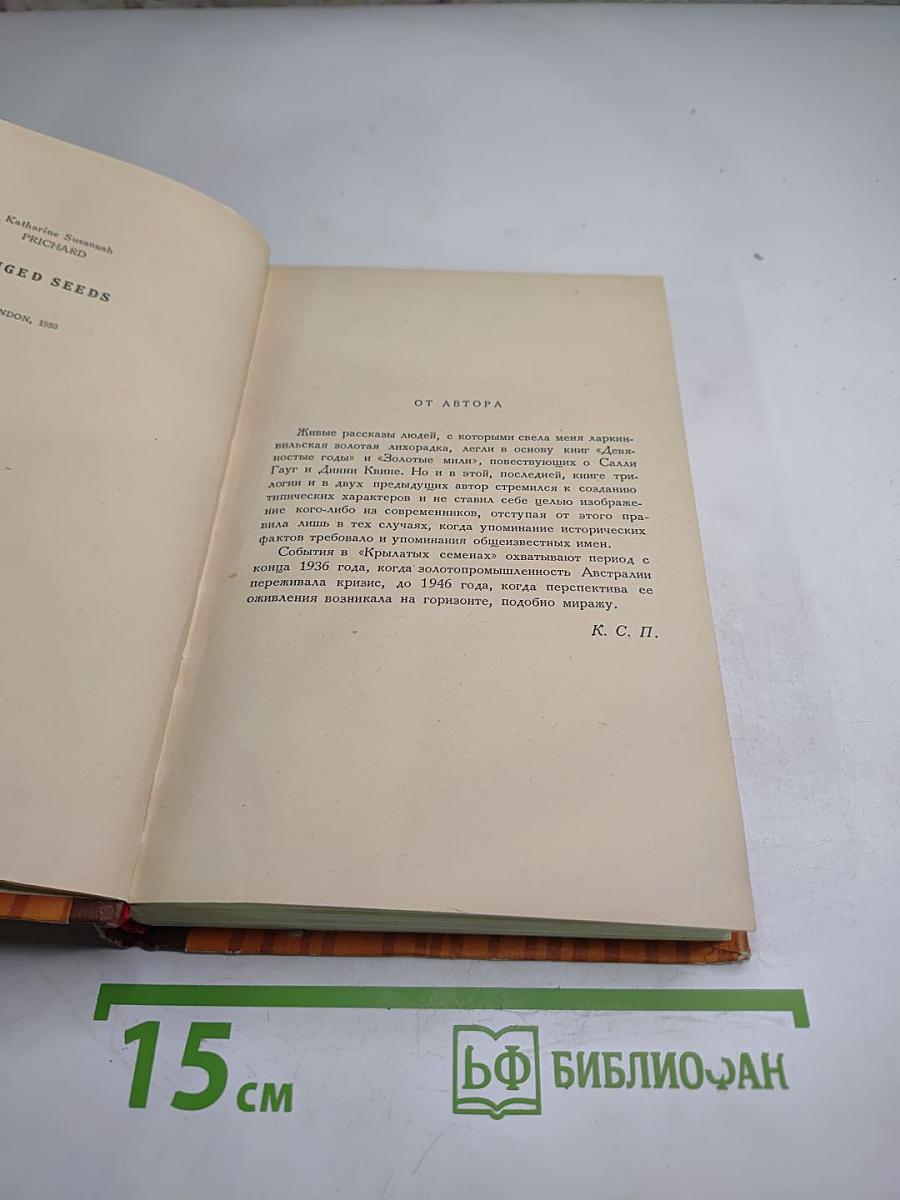 Katharine Susannah
PRICHARD
NGED SEEDS
NDON, 1950
ОТ АВТОРА
Живые рассказы людей, с которыми свела меня ларкин-
вильская золотая лихорадка, легли в основу книг «Девя-
ностые годы» и «Золотые мили», повествующих о Салли
Гауг и Динни Квине. Но и в этой, последней, книге три-
логии и в двух предыдущих автор стремился к созданию
типических характеров и не ставил себе целью изображе-
ние кого-либо из современников, отступая от этого пра-
вила лишь в тех случаях, когда упоминание исторических
фактов требовало и упоминания общеизвестных имен.
События в «Крылатых семенах» охватывают период с
конца 1936 года, когда золотопромышленность Австралии
переживала кризис, до 1946 года, когда перспектива ее
оживления возникала на горизонте, подобно миражу.
К. С. П.
15 см
БФ БИБЛИОФАН